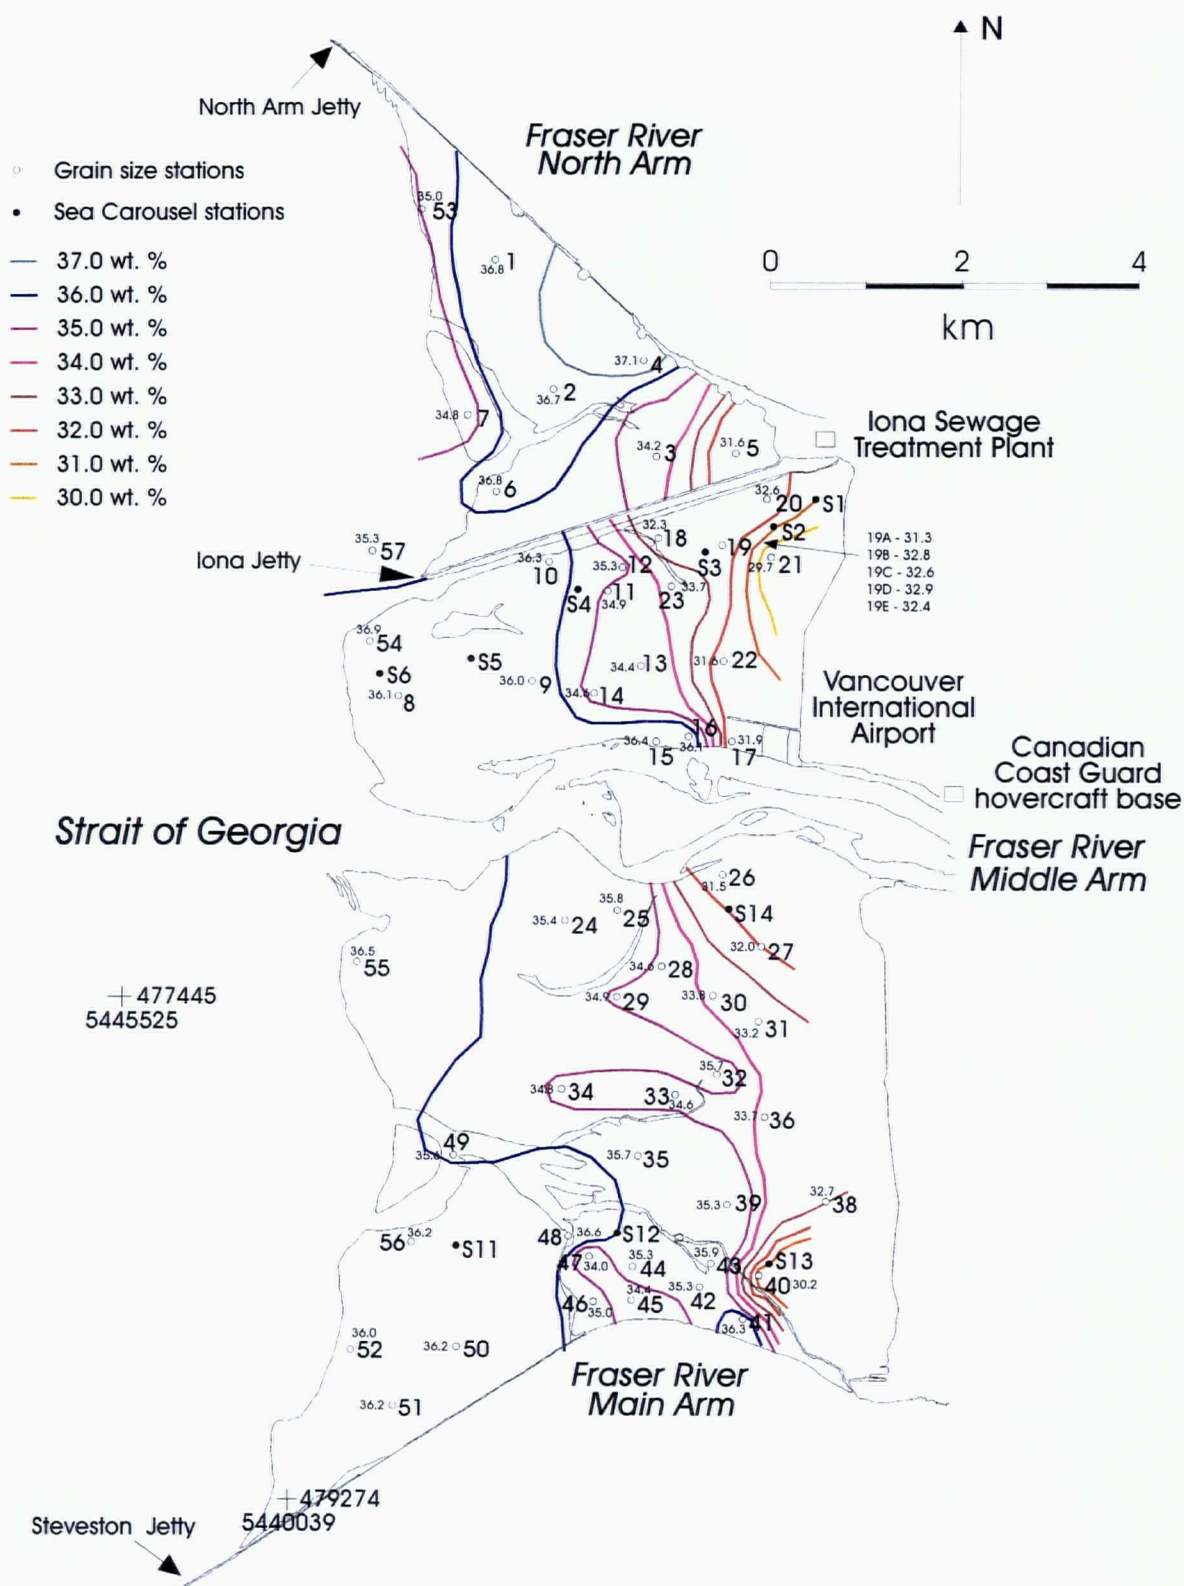 N
North Arm Jetty
Fraser River
North Arm
Grain size stations
Sea Carousel stations
37.0 wt. %
36.0 wt. %
35.0 wt. %
34.0 wt. %
33.0 wt. %
32.0 wt. %
31.0 wt. %
30.0 wt. %
0 2 4
km
35.0 53
36.8 1
37.1 4
36.7 2
34.8 7
34.2 3
31.6 5
Iona Sewage
Treatment Plant
36.8 6
32.6 20
S1
S2
35.3 57
Iona Jetty
36.3 10
35.3 12
32.3 18
19
S3
29.7 21
19A - 31.3
19B - 32.8
19C - 32.6
19D - 32.9
19E - 32.4
S4
11 34.9
23 33.7
36.9 54
S5
S6
36.1 8
36.0 9
34.4 13
34.6 14
31.6 22
Vancouver
International
Airport
36.4 15
16 36.1
31.9 17
Canadian
Coast Guard
hovercraft base
Strait of Georgia
Fraser River
Middle Arm
31.5 26
S14
35.4 24
35.8 25
32.0 27
36.5 55
34.6 28
477445
5445525
34.9 29
33.8 30
33.2 31
35.7 32
34.8 34
33 34.6
33.7 36
49 35.6
35.7 35
35.3 39
32.7 38
56 36.2
S11
48 36.6
S12
47 34.0
35.3 44
35.9 43
S13
40 30.2
46 35.0
34.4 45
35.3 42
36.3 41
36.0 52
36.2 50
Fraser River
Main Arm
36.2 51
479274
5440039
Steveston Jetty